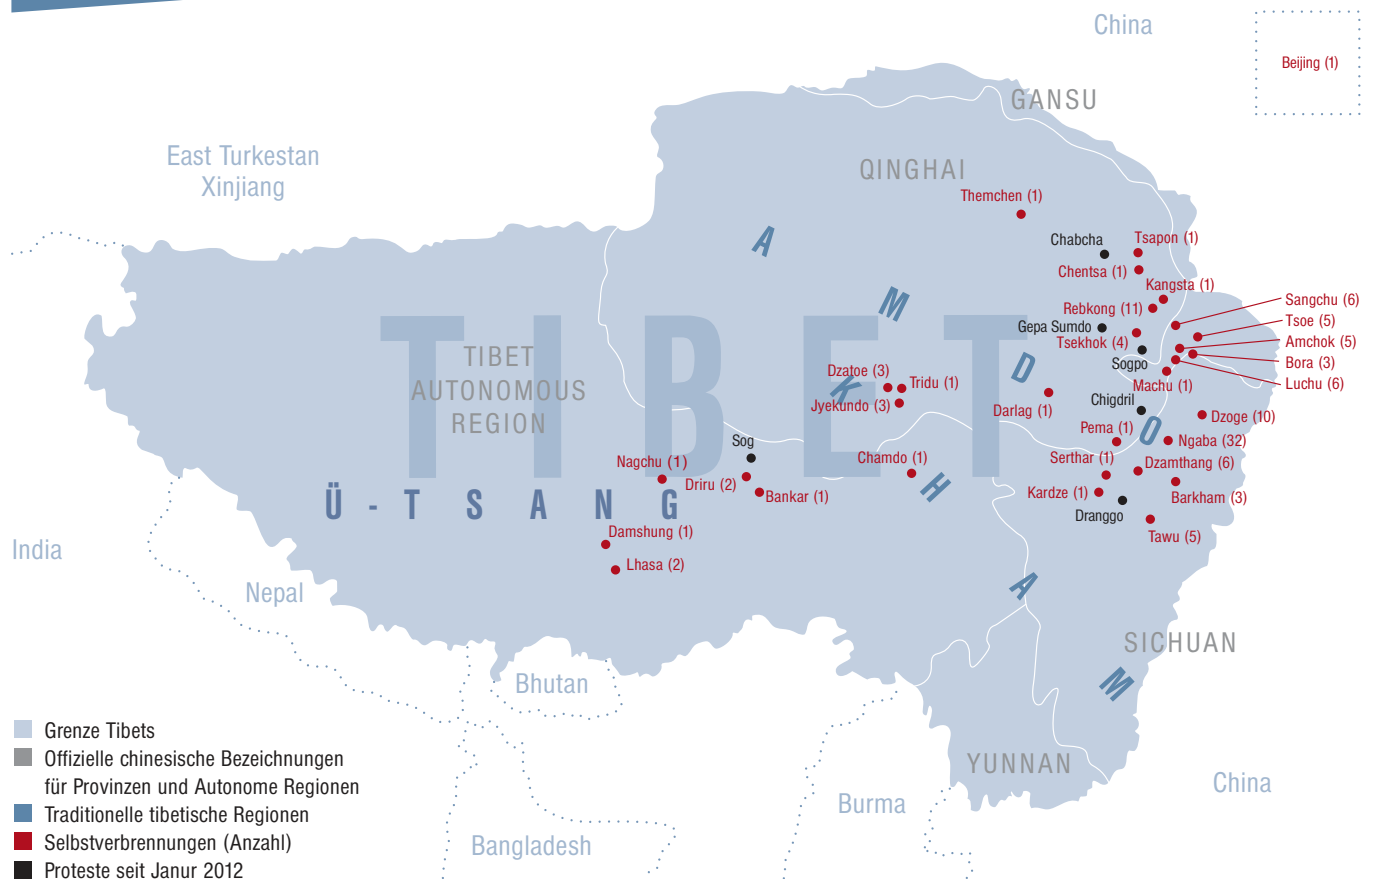 China
Beijing (1)
GANSU
East Turkestan
Xinjiang
QINGHAI
Themchen (1)
A
Chabcha
Tsapon (1)
Chentsa (1)
Kangsta (1)
M
Rebkong (11)
Sangchu (6)
Gepa Sumdo
Tsoe (5)
Tsekhok (4)
Amchok (5)
TIBET
TIBET
AUTONOMOUS
REGION
Sogpo
Bora (3)
Dzatoe (3)
D
Machu (1)
Luchu (6)
K
Tridu (1)
Jyekundo (3)
Darlag (1)
Chigdril
Dzoge (10)
Pema (1)
O
Ngaba (32)
Sog
Nagchu (1)
Chamdo (1)
Serthar (1)
Dzamthang (6)
Driru (2)
H
Bankar (1)
Kardze (1)
Barkham (3)
Ü - T S A N G
Dranggo
Damshung (1)
Tawu (5)
India
Lhasa (2)
Nepal
A
SICHUAN
Bhutan
M
YUNNAN
China
Burma
Bangladesh
Grenze Tibets
Offizielle chinesische Bezeichnungen
für Provinzen und Autonome Regionen
Traditionelle tibetische Regionen
Selbstverbrennungen (Anzahl)
Proteste seit Janur 2012